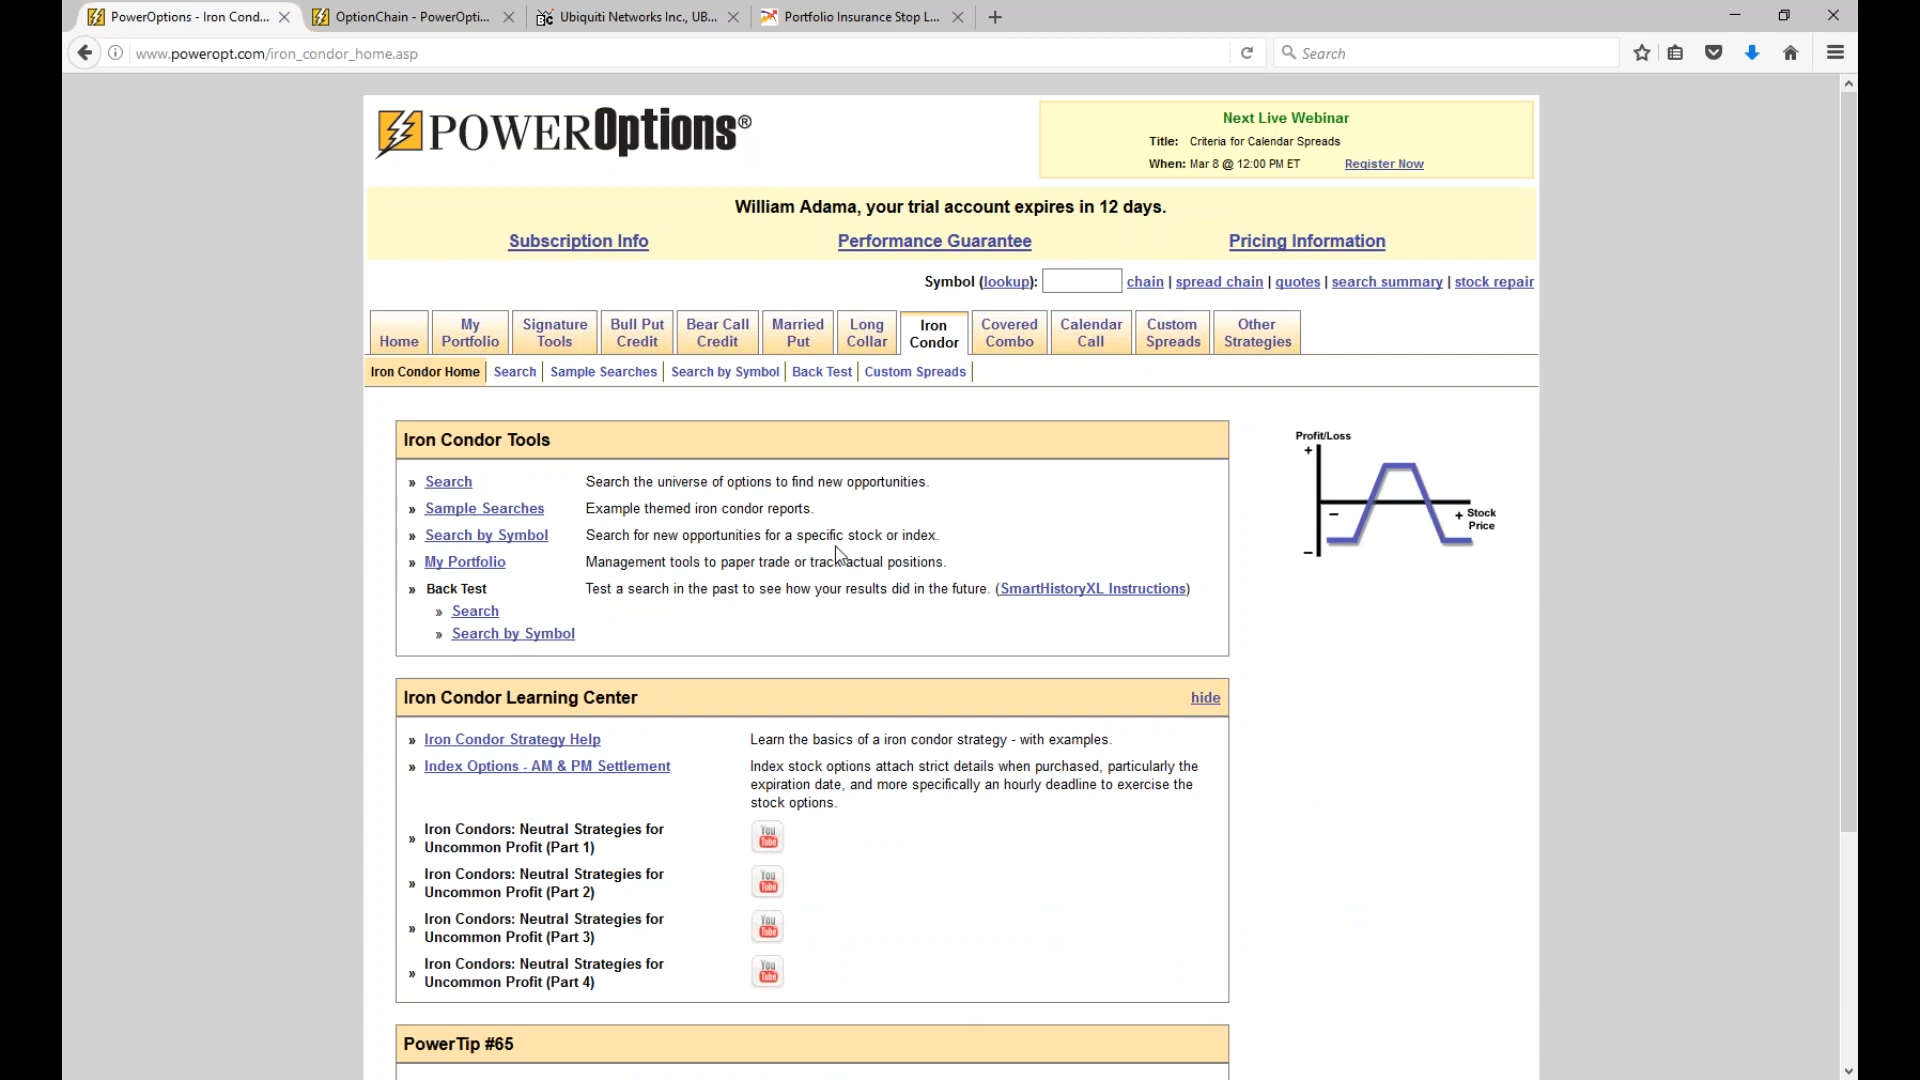 PowerOptions - Iron Cond...
OptionChain - PowerOpti...
Ubiquiti Networks Inc., UB...
Portfolio Insurance Stop L...
www.poweropt.com/iron_condor_home.asp
Search
POWEROptions®
Next Live Webinar
Title: Criteria for Calendar Spreads
When: Mar 8 @ 12:00 PM ET Register Now
William Adama, your trial account expires in 12 days.
Subscription Info Performance Guarantee Pricing Information
Symbol (lookup): chain | spread chain | quotes | search summary | stock repair
Home
My Portfolio
Signature Tools
Bull Put Credit
Bear Call Credit
Married Put
Long Collar
Iron Condor
Covered Combo
Calendar Call
Custom Spreads
Other Strategies
Iron Condor Home | Search | Sample Searches | Search by Symbol | Back Test | Custom Spreads |
Iron Condor Tools
» Search Search the universe of options to find new opportunities.
» Sample Searches Example themed iron condor reports.
» Search by Symbol Search for new opportunities for a specific stock or index.
» My Portfolio Management tools to paper trade or track actual positions.
» Back Test Test a search in the past to see how your results did in the future. (SmartHistoryXL Instructions)
» Search
» Search by Symbol
Profit/Loss
+
−
+ Stock
Price
−
Iron Condor Learning Center hide
» Iron Condor Strategy Help Learn the basics of a iron condor strategy - with examples.
» Index Options - AM & PM Settlement Index stock options attach strict details when purchased, particularly the
expiration date, and more specifically an hourly deadline to exercise the
stock options.
» Iron Condors: Neutral Strategies for
Uncommon Profit (Part 1)
You Tube
» Iron Condors: Neutral Strategies for
Uncommon Profit (Part 2)
You Tube
» Iron Condors: Neutral Strategies for
Uncommon Profit (Part 3)
You Tube
» Iron Condors: Neutral Strategies for
Uncommon Profit (Part 4)
You Tube
PowerTip #65